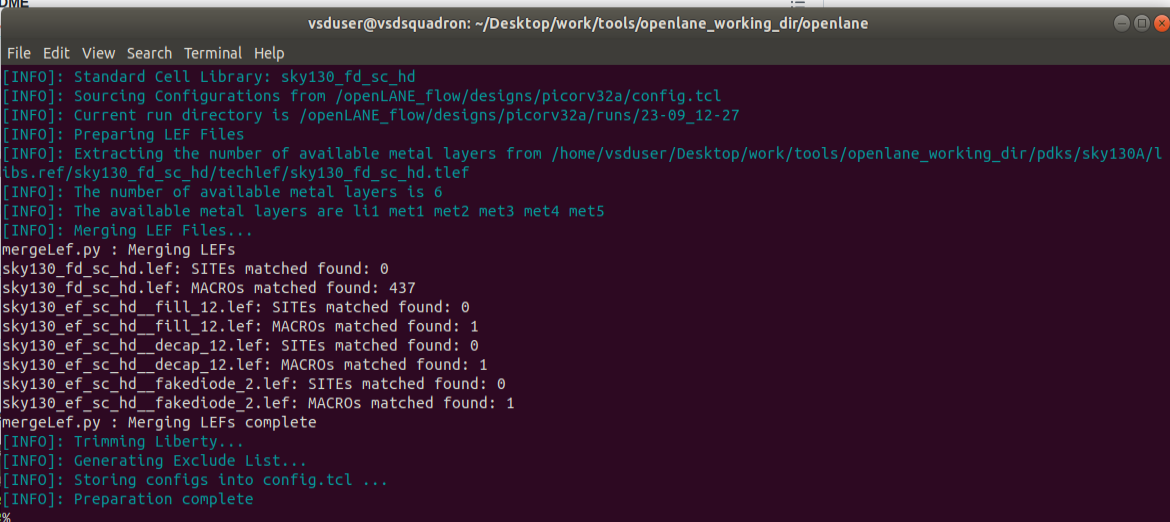 DME
vsduser@vsdsquadron: ~/Desktop/work/tools/openlane_working_dir/openlane
File Edit View Search Terminal Help
[INFO]: Standard Cell Library: sky130_fd_sc_hd
[INFO]: Sourcing Configurations from /openLANE_flow/designs/picorv32a/config.tcl
[INFO]: Current run directory is /openLANE_flow/designs/picorv32a/runs/23-09_12-27
[INFO]: Preparing LEF Files
[INFO]: Extracting the number of available metal layers from /home/vsduser/Desktop/work/tools/openlane_working_dir/pdks/sky130A/l
ibs.ref/sky130_fd_sc_hd/techlef/sky130_fd_sc_hd.tlef
[INFO]: The number of available metal layers is 6
[INFO]: The available metal layers are li1 met1 met2 met3 met4 met5
[INFO]: Merging LEF Files...
mergeLef.py : Merging LEFs
sky130_fd_sc_hd.lef: SITEs matched found: 0
sky130_fd_sc_hd.lef: MACROs matched found: 437
sky130_ef_sc_hd__fill_12.lef: SITEs matched found: 0
sky130_ef_sc_hd__fill_12.lef: MACROs matched found: 1
sky130_ef_sc_hd__decap_12.lef: SITEs matched found: 0
sky130_ef_sc_hd__decap_12.lef: MACROs matched found: 1
sky130_ef_sc_hd__fakediode_2.lef: SITEs matched found: 0
sky130_ef_sc_hd__fakediode_2.lef: MACROs matched found: 1
mergeLef.py : Merging LEFs complete
[INFO]: Trimming Liberty...
[INFO]: Generating Exclude List...
[INFO]: Storing configs into config.tcl ...
[INFO]: Preparation complete
%